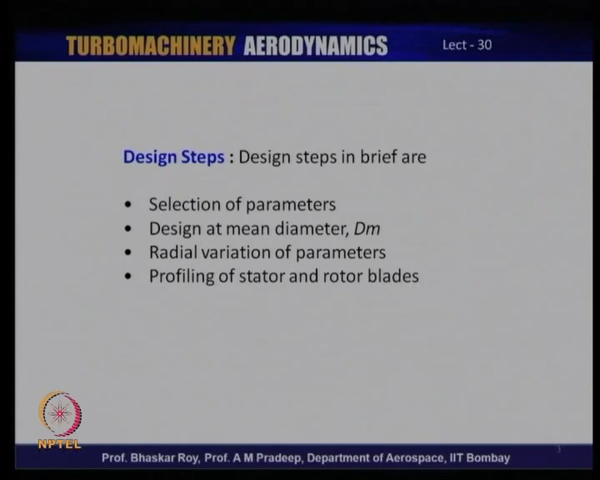 TURBOMACHINERY AERODYNAMICS Lect - 30
Design Steps : Design steps in brief are
• Selection of parameters
• Design at mean diameter, Dm
• Radial variation of parameters
• Profiling of stator and rotor blades
NPTEL
Prof. Bhaskar Roy, Prof. A M Pradeep, Department of Aerospace, IIT Bombay
3